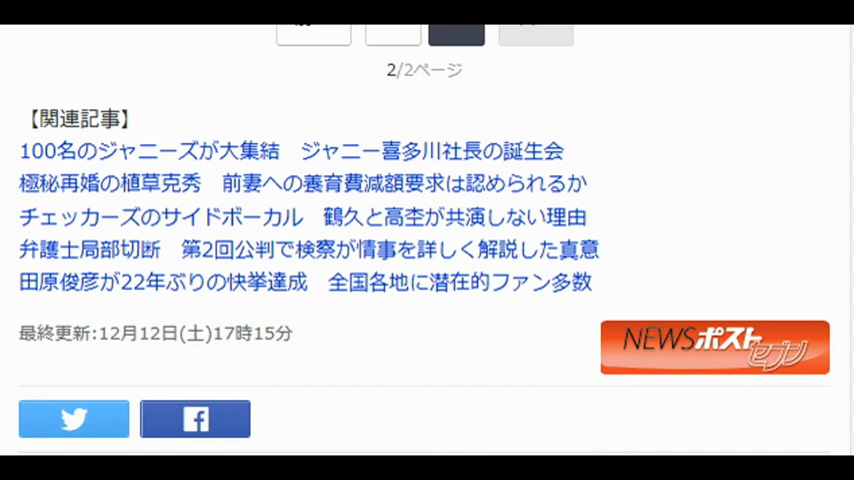 2/2ページ
【関連記事】
100名のジャニーズが大集結　ジャニー喜多川社長の誕生会
極秘再婚の植草克秀　前妻への養育費減額要求は認められるか
チェッカーズのサイドボーカル　鶴久と高杢が共演しない理由
弁護士局部切断　第2回公判で検察が情事を詳しく解説した真意
田原俊彦が22年ぶりの快挙達成　全国各地に潜在的ファン多数
最終更新:12月12日(土)17時15分
NEWSポストセブン